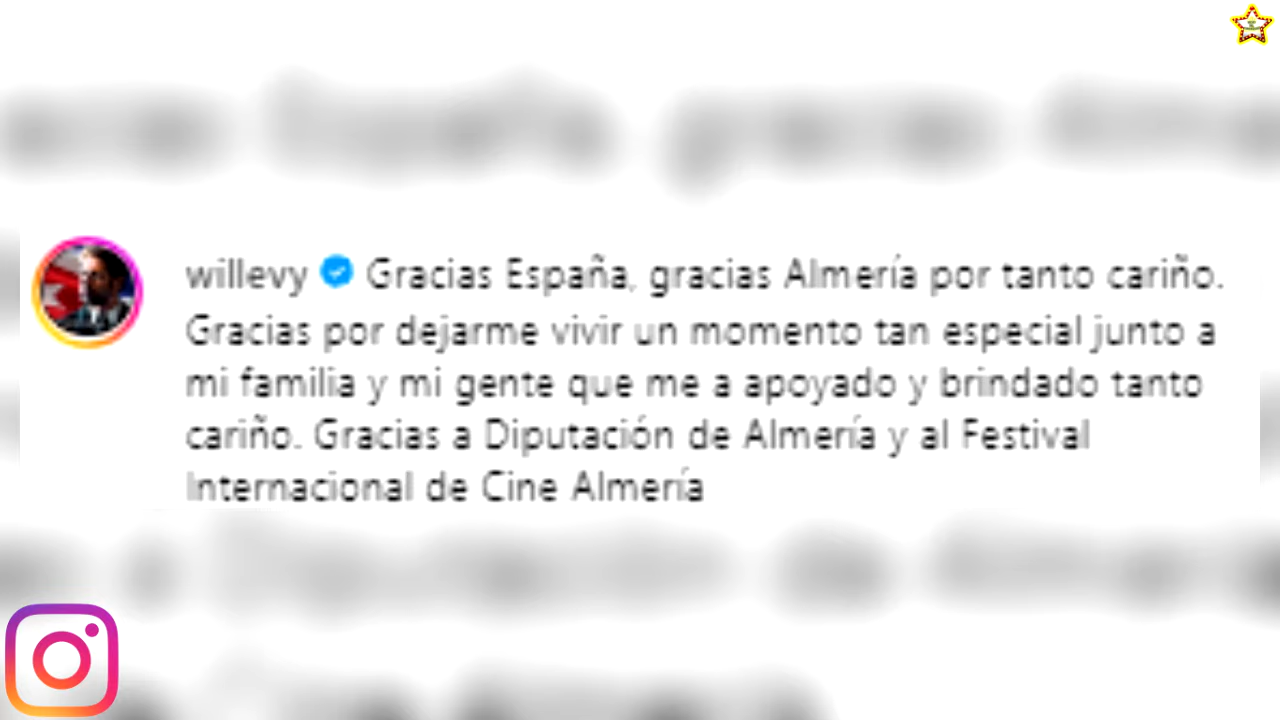 willevy Gracias España, gracias Almería por tanto cariño.
Gracias por dejarme vivir un momento tan especial junto a
mi familia y mi gente que me a apoyado y brindado tanto
cariño. Gracias a Diputación de Almería y al Festival
Internacional de Cine Almería